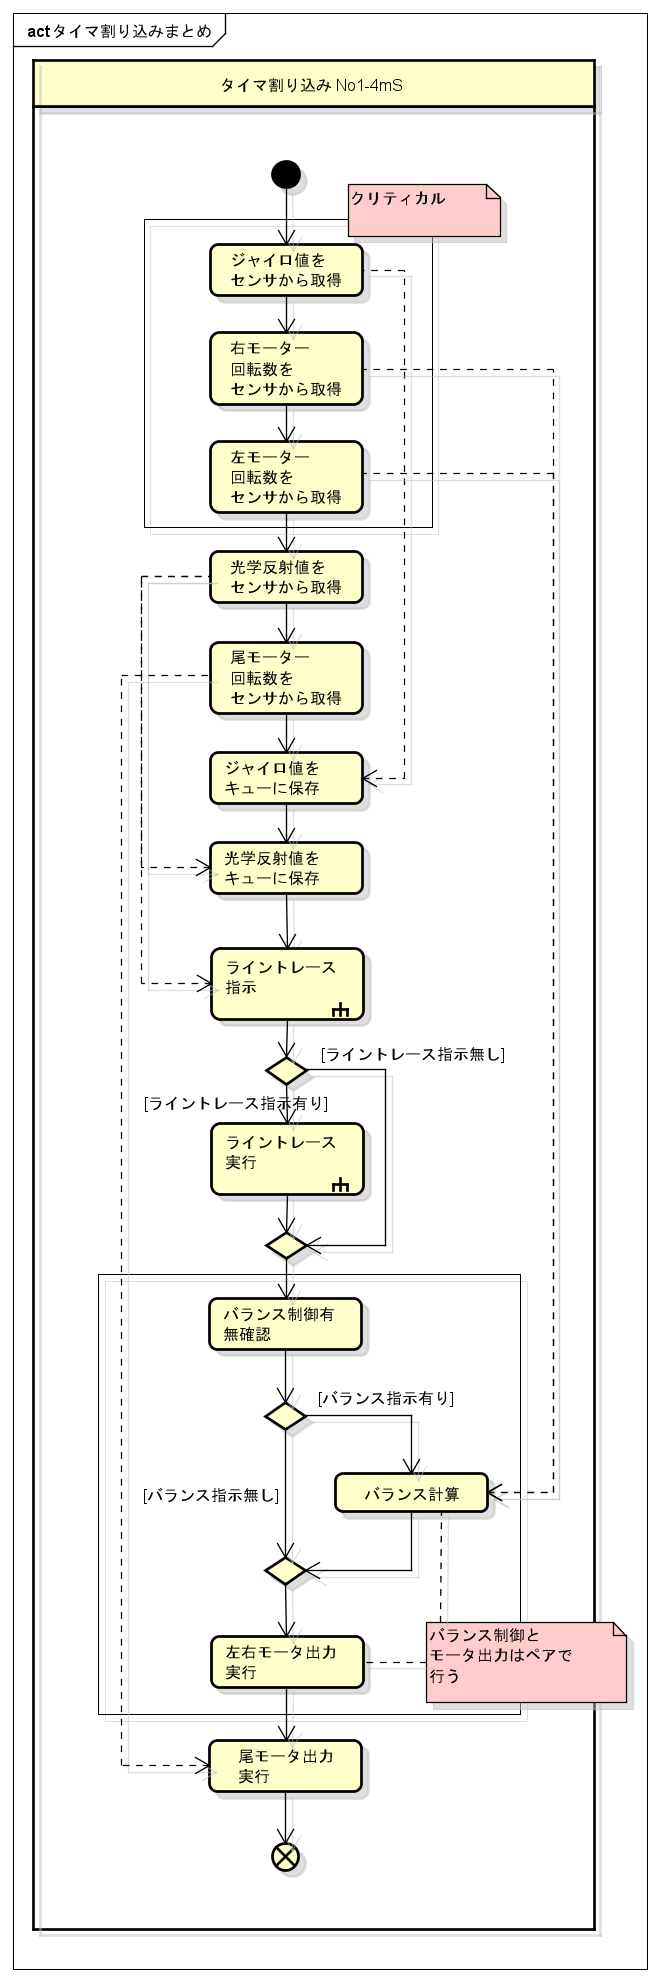 actタイマ割り込みまとめ
タイマ割り込み No1-4mS
クリティカル
ジャイロ値を
センサから取得
右モーター
回転数を
センサから取得
左モーター
回転数を
センサから取得
光学反射値を
センサから取得
尾モーター
回転数を
センサから取得
ジャイロ値を
キューに保存
光学反射値を
キューに保存
ライントレース
指示
[ライントレース指示無し]
[ライントレース指示有り]
ライントレース
実行
バランス制御有
無確認
[バランス指示有り]
バランス計算
[バランス指示無し]
バランス制御と
モータ出力はペアで
行う
左右モータ出力
実行
尾モータ出力
実行